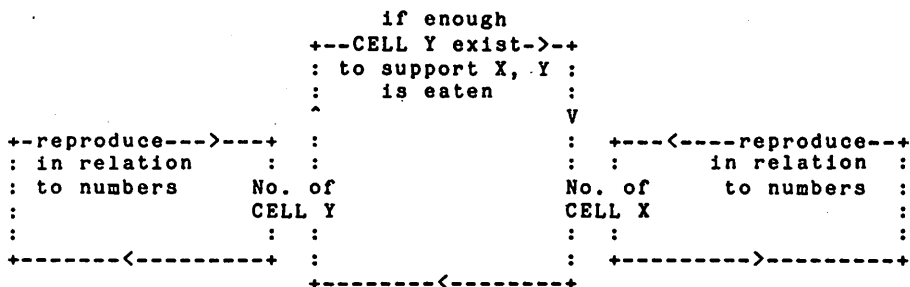 if enough
+--CELL Y exist->-+
: to support X, Y :
: is eaten :
^ V
+-reproduce--->---+ : : +---<----reproduce--+
: in relation : : : : in relation :
: to numbers No. of No. of to numbers :
: CELL Y CELL X :
: : : : : :
+-------<---------+ : : +--------->---------+
+--------<--------+